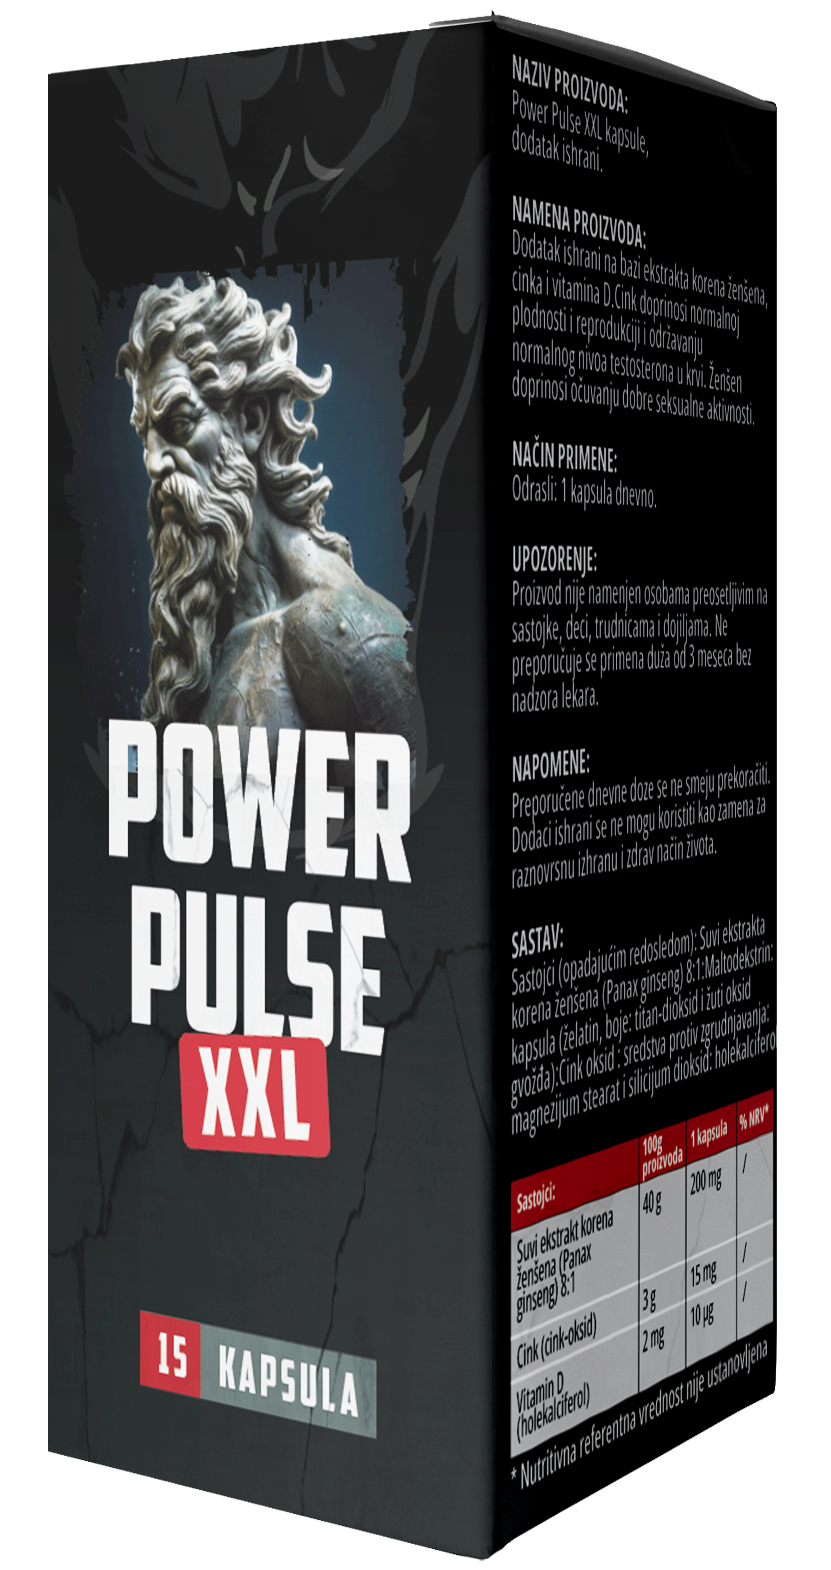 POWER
PULSE
XXL
15 KAPSULA
NAZIV PROIZVODA:
Power Pulse XXL kapsule,
dodatak ishrani.
NAMENA PROIZVODA:
Dodatak ishrani na bazi ekstrakta korena ženšena,
cinka i vitamina D.Cink doprinosi normalnoj
plodnosti i reprodukciji i održavanju
normalnog nivoa testosterona u krvi. Ženšen
doprinosi očuvanju dobre seksualne aktivnosti.
NAČIN PRIMENE:
Odrasli: 1 kapsula dnevno.
UPOZORENJE:
Proizvod nije namenjen osobama preosetljivim na
sastojke, deci, trudnicama i dojiljama. Ne
preporučuje se primena duža od 3 meseca bez
nadzora lekara.
NAPOMENE:
Preporučene dnevne doze se ne smeju prekoračiti.
Dodaci ishrani se ne mogu koristiti kao zamena za
raznovrsnu izhranu i zdrav način života.
SASTAV:
Sastojci (opadajućim redosledom): Suvi ekstrakta
korena ženšena (Panax ginseng) 8:1:Maltodekstrin:
kapsula (želatin, boje: titan-dioksid i žuti oksid
gvožđa):Cink oksid : sredstva protiv zgrudnjavanja:
magnezijum stearat i silicijum dioksid: holekalcifero
Sastojci: 100g proizvoda 1 kapsula % NRV*
Suvi ekstrakt korena 40 g 200 mg /
ženšena (Panax
ginseng) 8:1
Cink (cink-oksid) 3 g 15 mg /
Vitamin D 2 mg 10 µg /
(holekalciferol)
* Nutritivna referentna vrednost nije ustanovljena